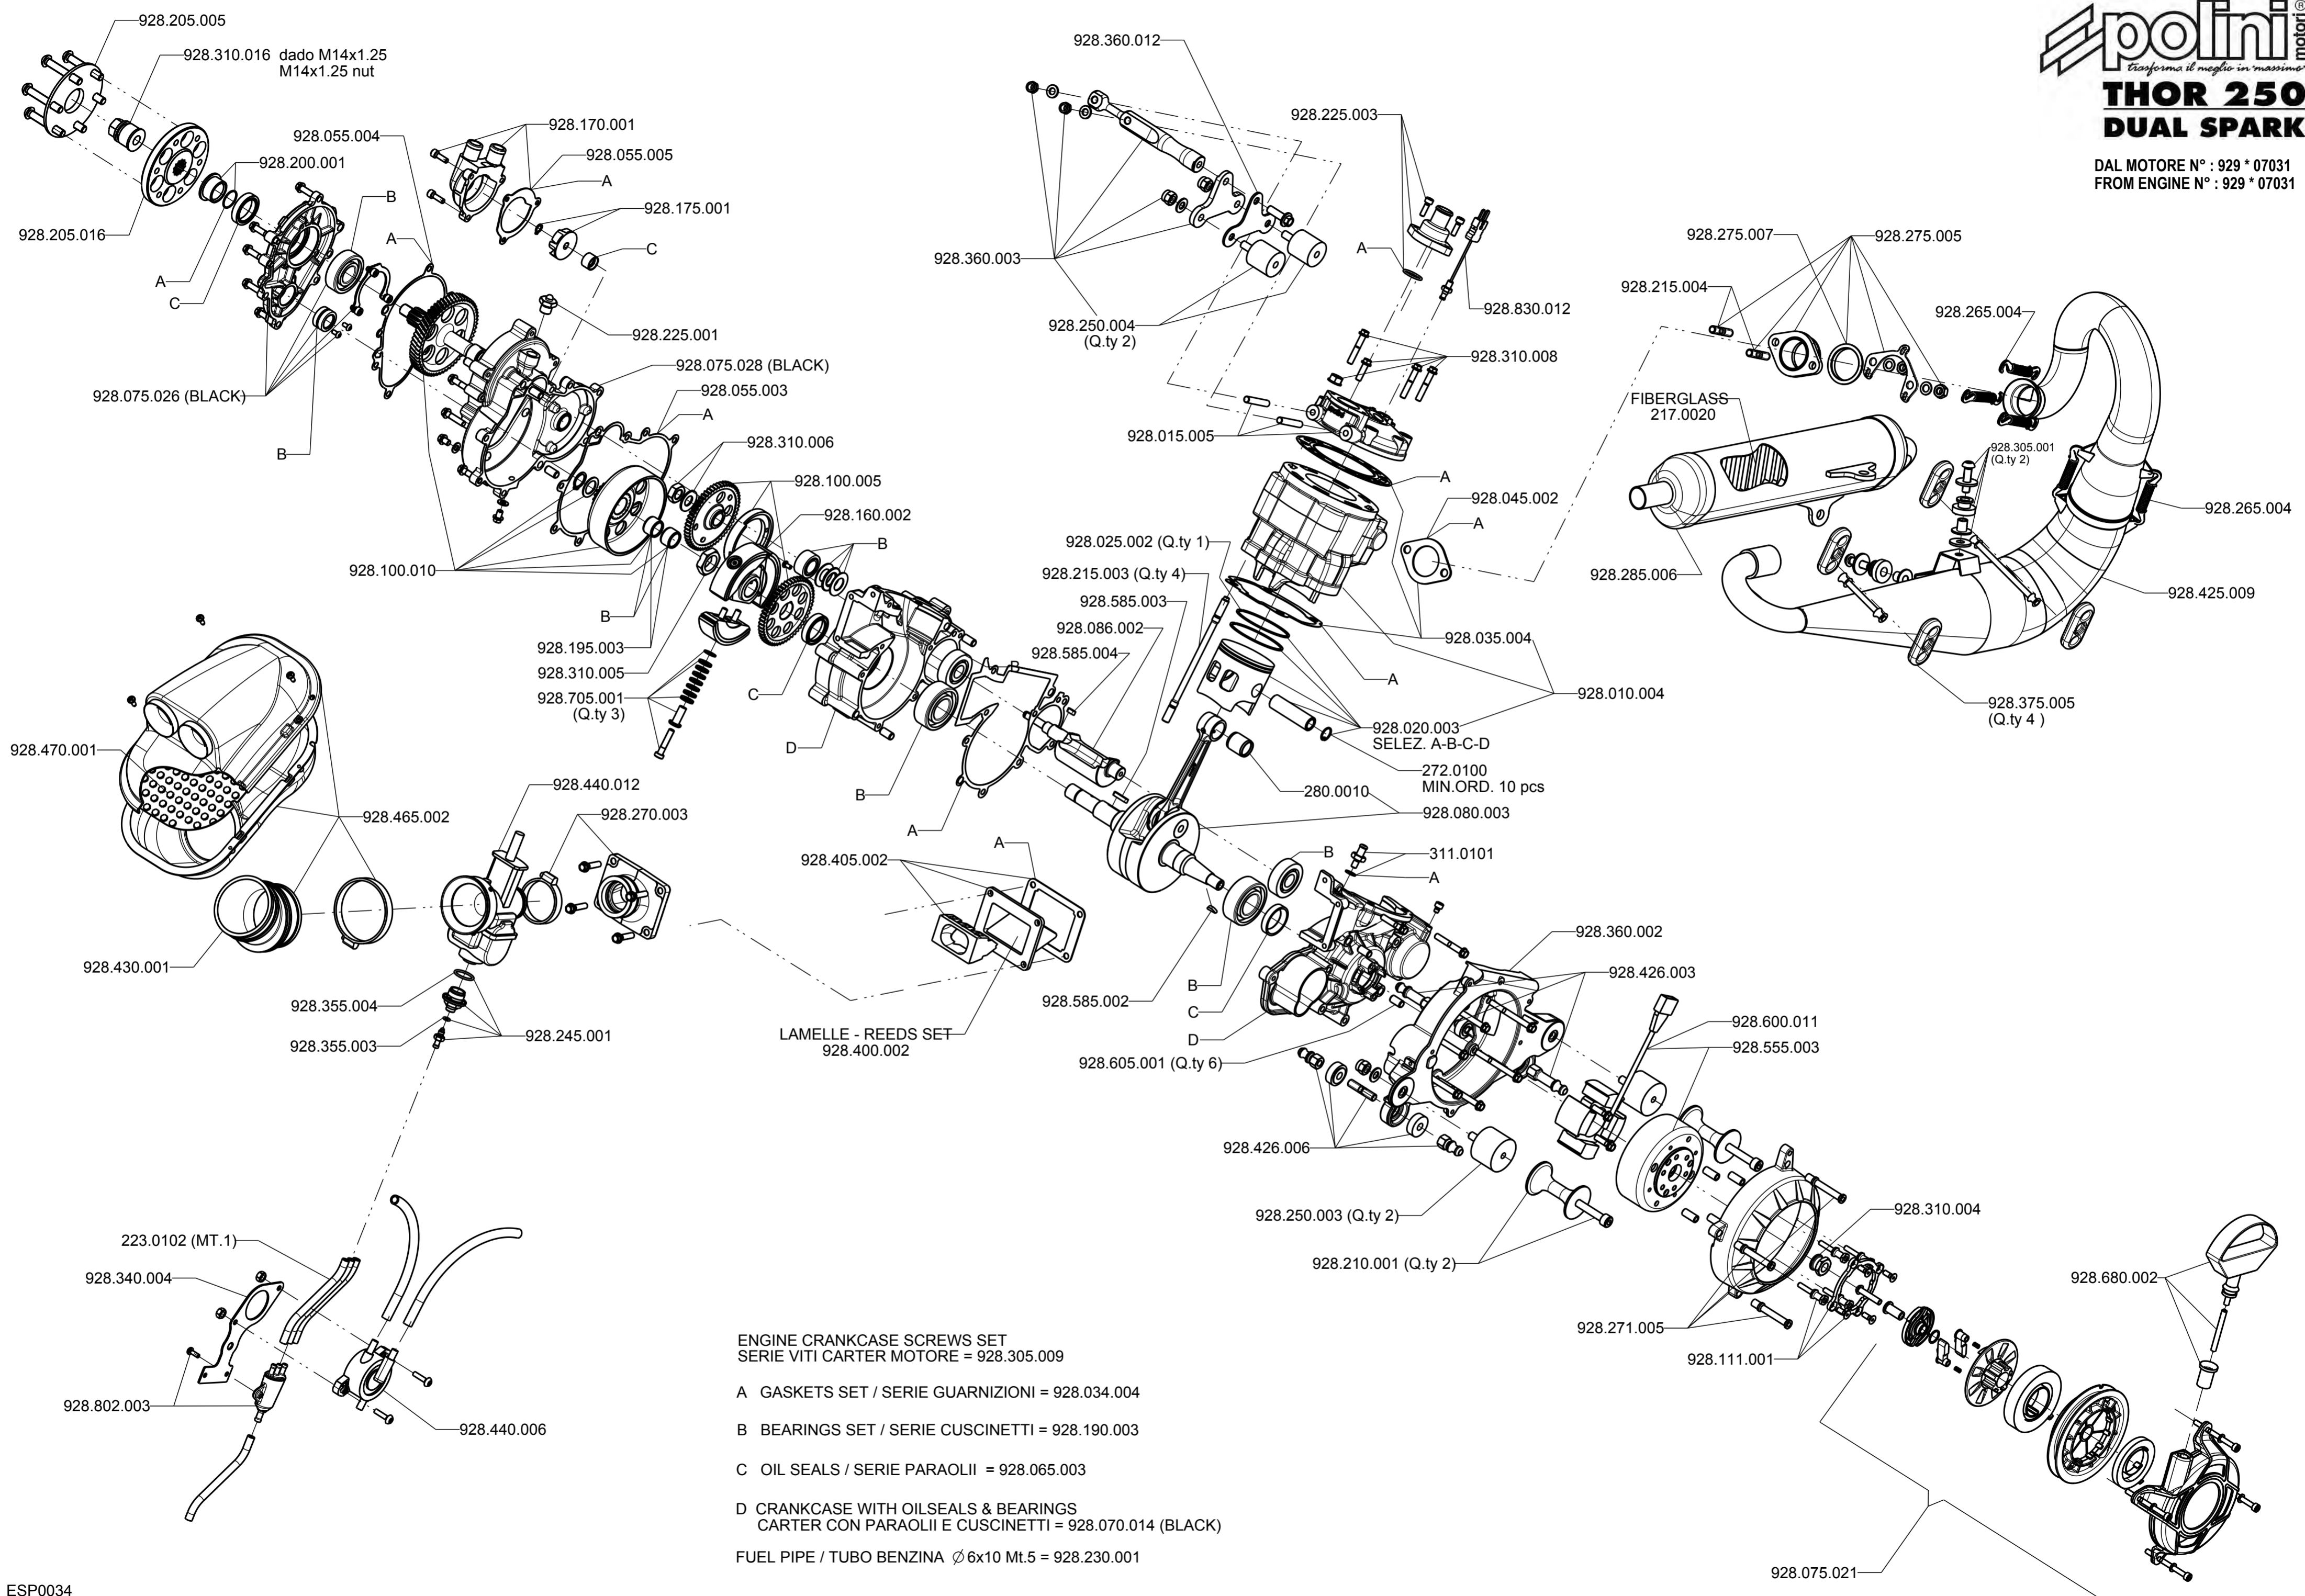 polini motori®
trasforma il meglio in massimo
THOR 250
DUAL SPARK
DAL MOTORE N° : 929 * 07031
FROM ENGINE N° : 929 * 07031
928.205.005
928.310.016 dado M14x1.25
M14x1.25 nut
928.055.004
928.170.001
928.055.005
A
928.200.001
B
928.175.001
928.205.016
A
C
A
C
928.225.001
928.075.028 (BLACK)
928.075.026 (BLACK)
928.055.003
A
B
928.310.006
928.100.005
928.160.002
B
928.100.010
B
928.195.003
928.310.005
928.705.001
(Q.ty 3)
C
D
B
A
B
928.360.012
928.225.003
928.360.003
A
928.250.004
(Q.ty 2)
928.830.012
928.310.008
928.015.005
A
928.045.002
A
928.025.002 (Q.ty 1)
928.215.003 (Q.ty 4)
928.585.003
928.086.002
928.585.004
928.035.004
A
928.010.004
928.020.003
SELEZ. A-B-C-D
272.0100
MIN.ORD. 10 pcs
280.0010
928.080.003
928.275.007
928.275.005
928.215.004
928.265.004
FIBERGLASS
217.0020
928.305.001
(Q.ty 2)
928.265.004
928.285.006
928.425.009
928.375.005
(Q.ty 4 )
928.470.001
928.465.002
928.440.012
928.270.003
928.430.001
928.355.004
928.355.003
928.245.001
928.405.002
A
LAMELLE - REEDS SET
928.400.002
B
311.0101
A
928.585.002
B
C
D
928.605.001 (Q.ty 6)
928.360.002
928.426.003
928.600.011
928.555.003
928.426.006
928.250.003 (Q.ty 2)
928.210.001 (Q.ty 2)
928.310.004
928.271.005
928.111.001
928.680.002
928.075.021
223.0102 (MT.1)
928.340.004
928.802.003
928.440.006
ENGINE CRANKCASE SCREWS SET
SERIE VITI CARTER MOTORE = 928.305.009
A GASKETS SET / SERIE GUARNIZIONI = 928.034.004
B BEARINGS SET / SERIE CUSCINETTI = 928.190.003
C OIL SEALS / SERIE PARAOLII = 928.065.003
D CRANKCASE WITH OILSEALS & BEARINGS
CARTER CON PARAOLII E CUSCINETTI = 928.070.014 (BLACK)
FUEL PIPE / TUBO BENZINA ∅6x10 Mt.5 = 928.230.001
ESP0034